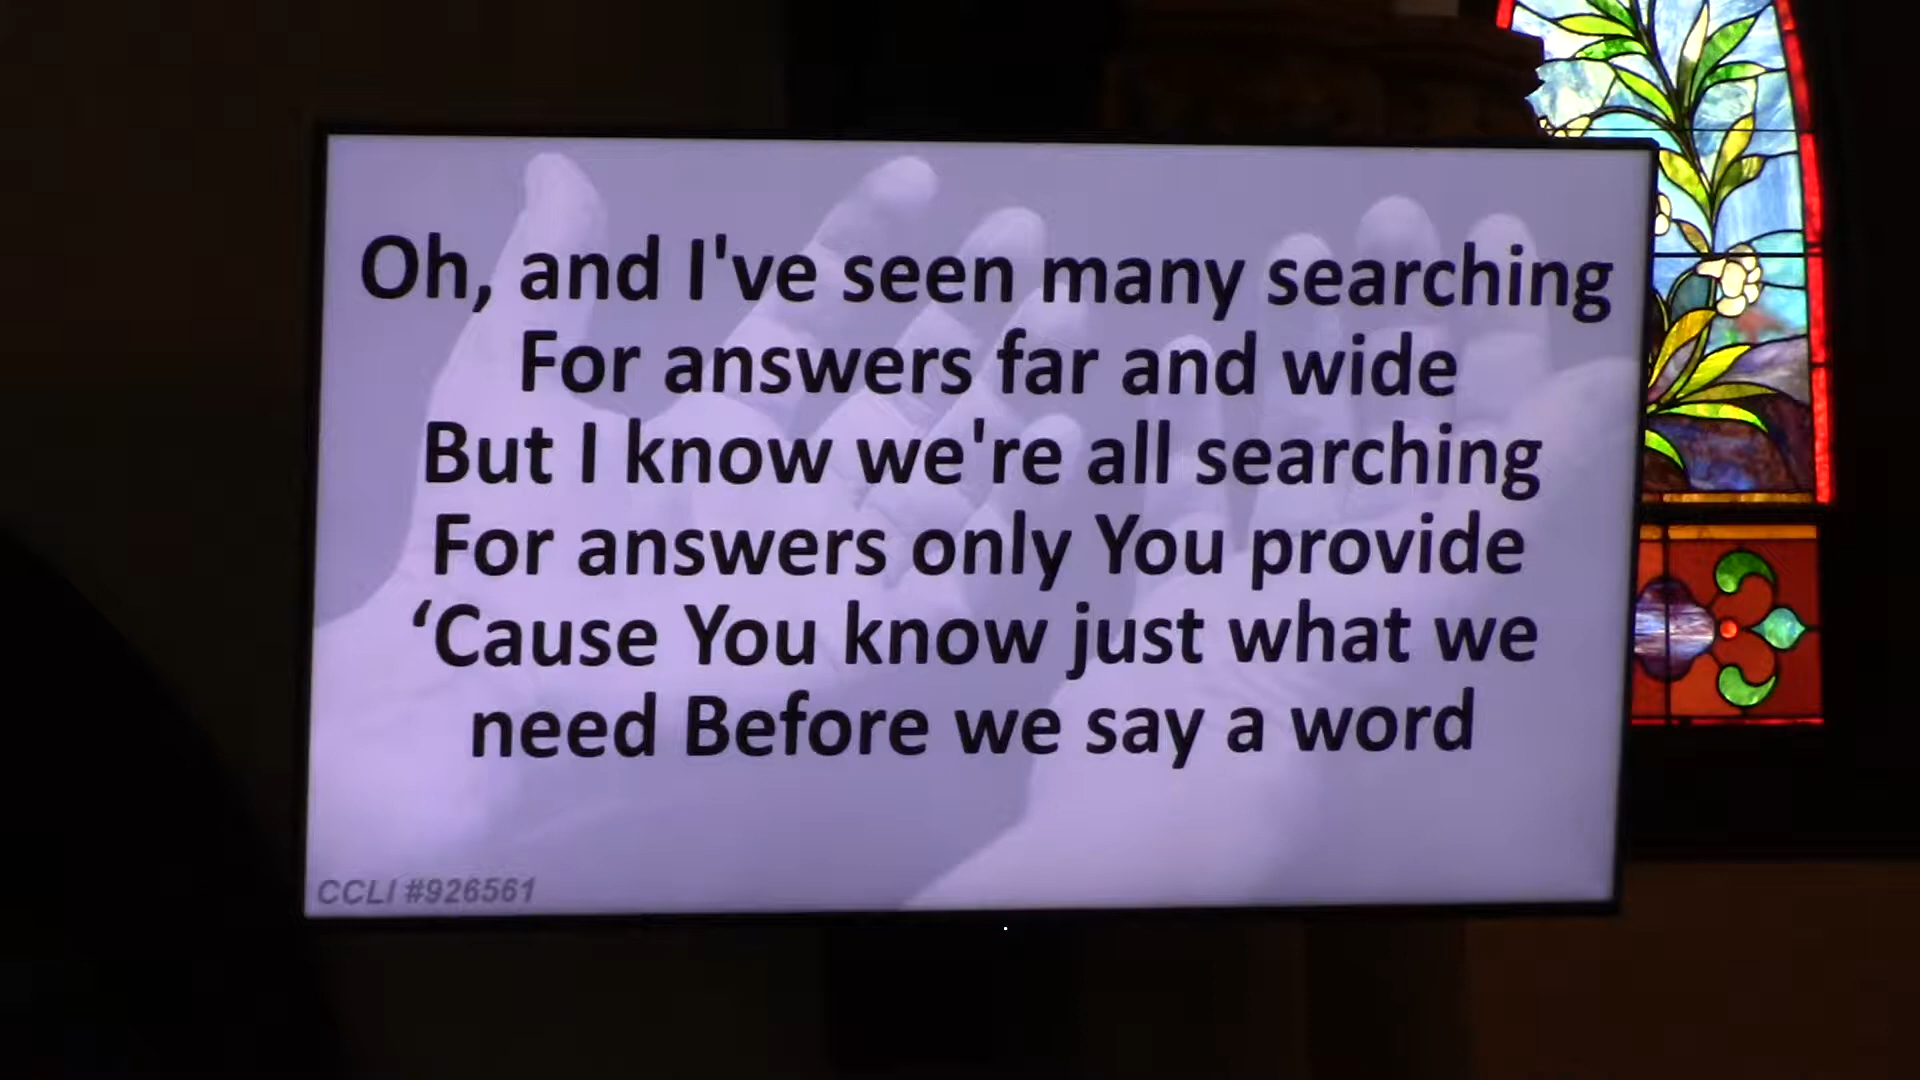 Oh, and I've seen many searching
For answers far and wide
But I know we're all searching
For answers only You provide
‘Cause You know just what we
need Before we say a word
CCLI #926561